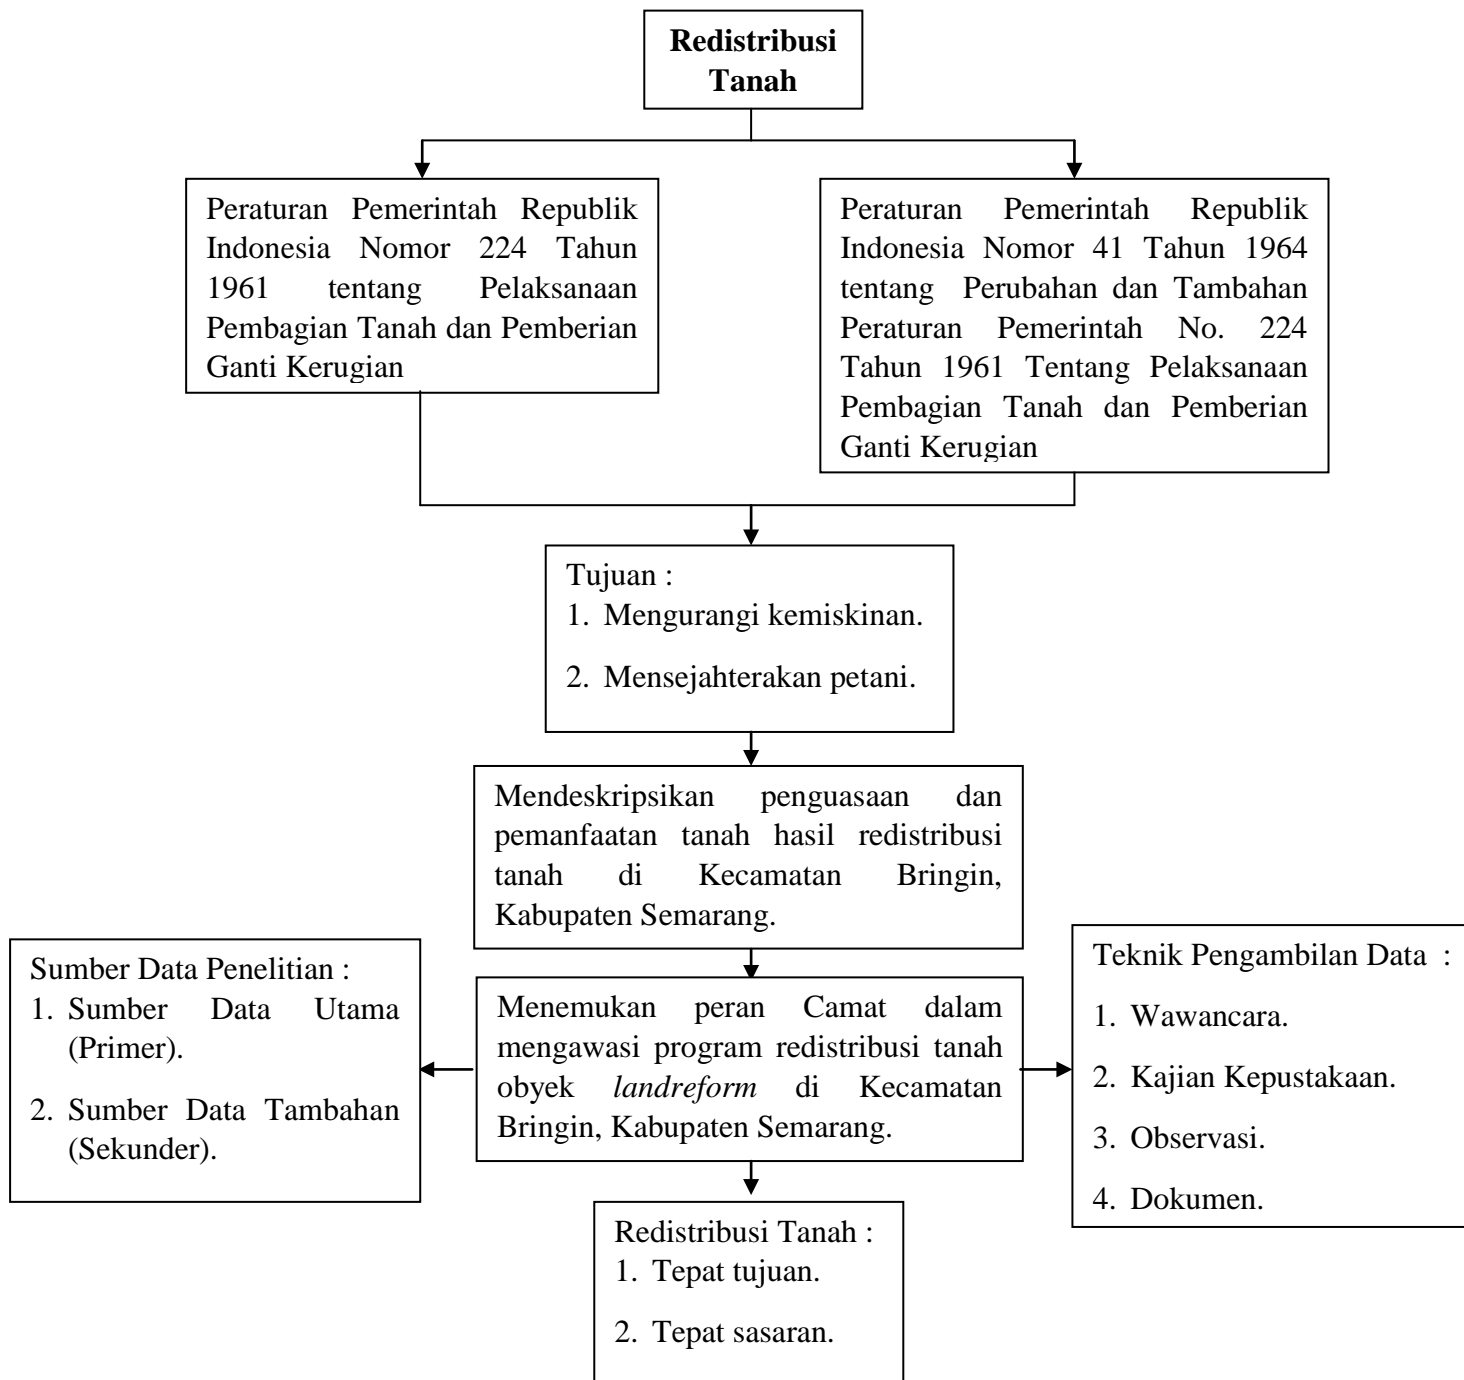 Redistribusi
Tanah
Peraturan Pemerintah Republik
Indonesia Nomor 224 Tahun
1961 tentang Pelaksanaan
Pembagian Tanah dan Pemberian
Ganti Kerugian
Peraturan Pemerintah Republik
Indonesia Nomor 41 Tahun 1964
tentang Perubahan dan Tambahan
Peraturan Pemerintah No. 224
Tahun 1961 Tentang Pelaksanaan
Pembagian Tanah dan Pemberian
Ganti Kerugian
Tujuan :
1. Mengurangi kemiskinan.
2. Mensejahterakan petani.
Mendeskripsikan penguasaan dan
pemanfaatan tanah hasil redistribusi
tanah di Kecamatan Bringin,
Kabupaten Semarang.
Sumber Data Penelitian :
1. Sumber Data Utama
(Primer).
2. Sumber Data Tambahan
(Sekunder).
Menemukan peran Camat dalam
mengawasi program redistribusi tanah
obyek landreform di Kecamatan
Bringin, Kabupaten Semarang.
Teknik Pengambilan Data :
1. Wawancara.
2. Kajian Kepustakaan.
3. Observasi.
4. Dokumen.
Redistribusi Tanah :
1. Tepat tujuan.
2. Tepat sasaran.